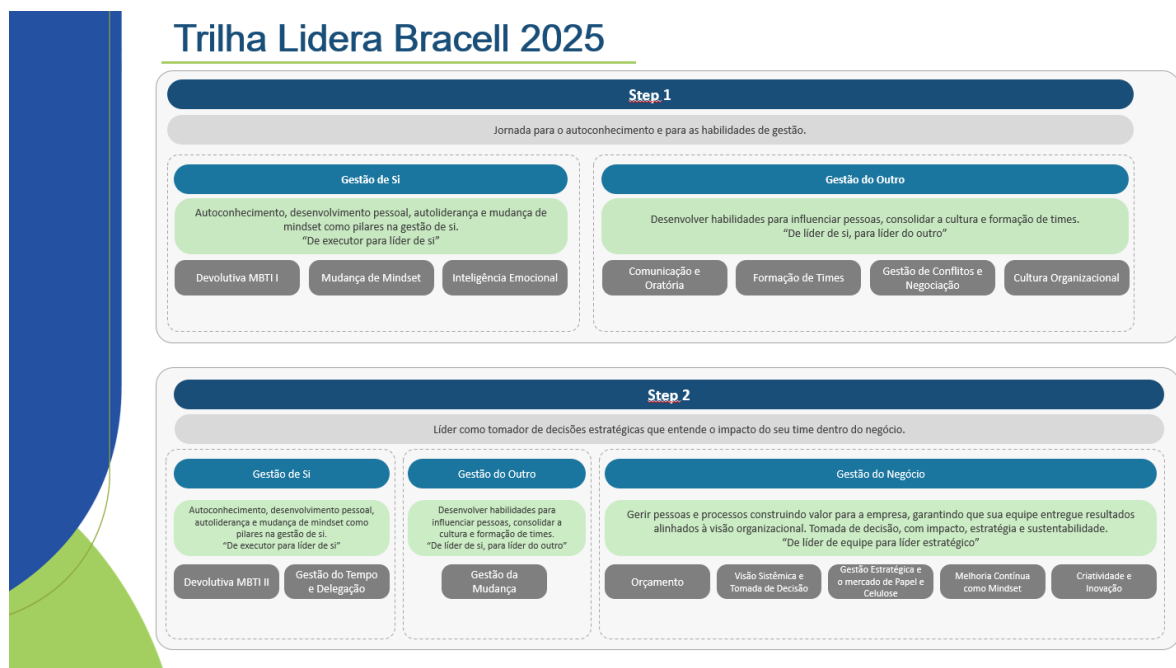 Trilha Lidera Bracell 2025
Step 1
Jornada para o autoconhecimento e para as habilidades de gestão.
Gestão de Si
Autoconhecimento, desenvolvimento pessoal, autoliderança e mudança de
mindset como pilares na gestão de si.
“De executor para líder de si”
Devolutiva MBTI I
Mudança de Mindset
Inteligência Emocional
Gestão do Outro
Desenvolver habilidades para influenciar pessoas, consolidar a cultura e formação de times.
“De líder de si, para líder do outro”
Comunicação e
Oratória
Formação de Times
Gestão de Conflitos e
Negociação
Cultura Organizacional
Step 2
Líder como tomador de decisões estratégicas que entende o impacto do seu time dentro do negócio.
Gestão de Si
Autoconhecimento, desenvolvimento pessoal,
autoliderança e mudança de mindset como
pilares na gestão de si.
“De executor para líder de si”
Devolutiva MBTI II
Gestão do Tempo
e Delegação
Gestão do Outro
Desenvolver habilidades para
influenciar pessoas, consolidar a
cultura e formação de times.
“De líder de si, para líder do outro”
Gestão da
Mudança
Gestão do Negócio
Gerir pessoas e processos construindo valor para a empresa, garantindo que sua equipe entregue resultados
alinhados à visão organizacional. Tomada de decisão, com impacto, estratégia e sustentabilidade.
“De líder de equipe para líder estratégico”
Orçamento
Visão Sistêmica e
Tomada de Decisão
Gestão Estratégica e
o mercado de Papel e
Celulose
Melhoria Contínua
como Mindset
Criatividade e
Inovação